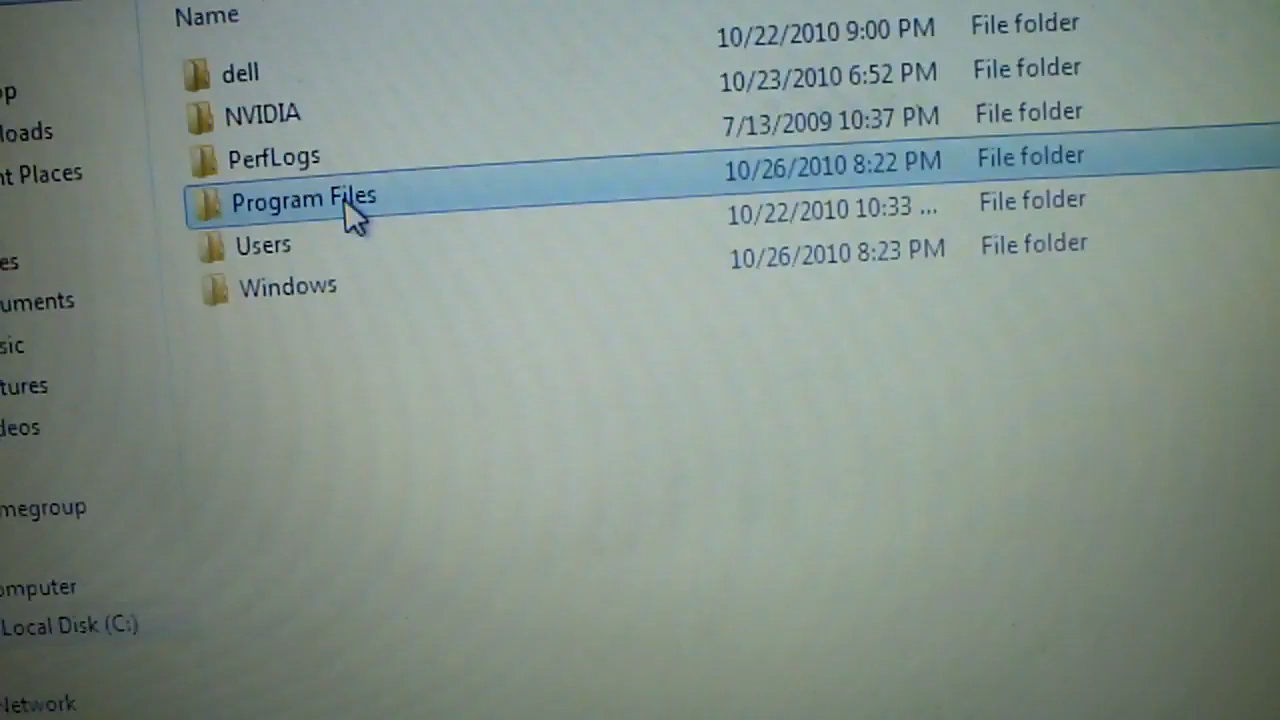 op
loads
nt Places
es
uments
sic
tures
deos
megroup
omputer
Local Disk (C:)
Network
Name
dell 10/22/2010 9:00 PM File folder
NVIDIA 10/23/2010 6:52 PM File folder
PerfLogs 7/13/2009 10:37 PM File folder
Program Files 10/26/2010 8:22 PM File folder
Users 10/22/2010 10:33 ... File folder
Windows 10/26/2010 8:23 PM File folder